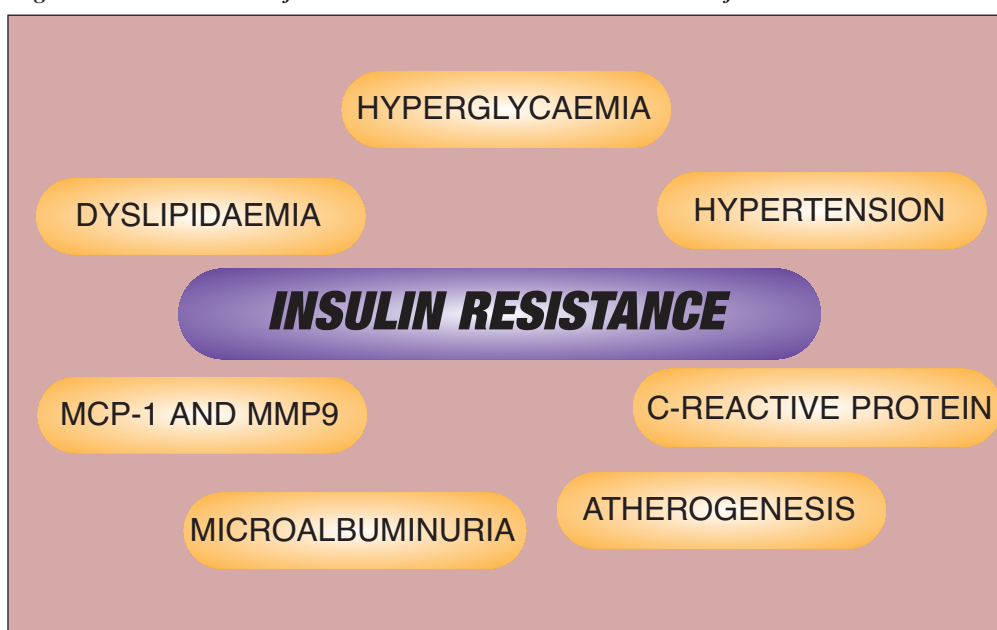 HYPERGLYCAEMIA
DYSLIPIDAEMIA
HYPERTENSION
INSULIN RESISTANCE
MCP-1 AND MMP9
C-REACTIVE PROTEIN
MICROALBUMINURIA
ATHEROGENESIS